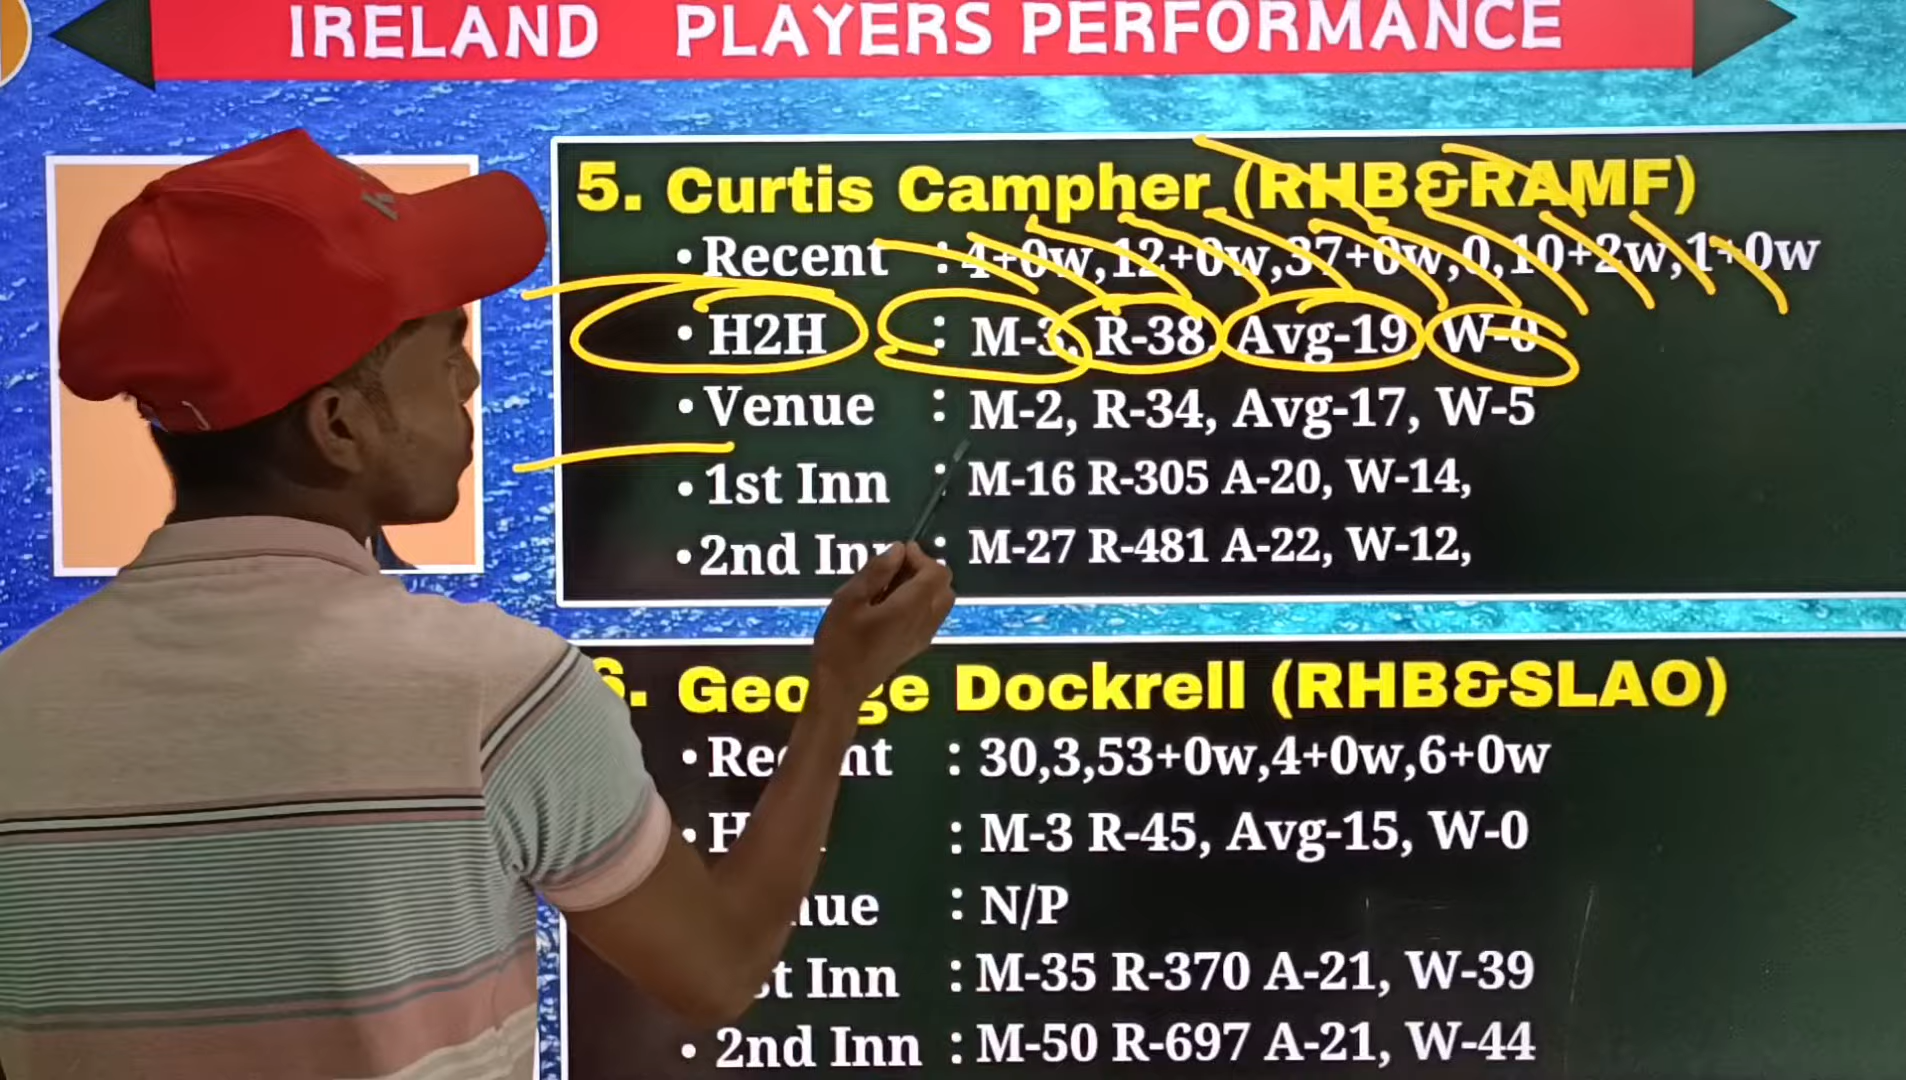 IRELAND PLAYERS PERFORMANCE
5. Curtis Campher (RHB&RAMF)
• Recent : 4+0w,12+0w,37+0w,0,10+2w,1+0w
• H2H : M-3, R-38, Avg-19, W-0
• Venue : M-2, R-34, Avg-17, W-5
• 1st Inn : M-16 R-305 A-20, W-14,
• 2nd Inn : M-27 R-481 A-22, W-12,
6. George Dockrell (RHB&SLAO)
• Recent : 30,3,53+0w,4+0w,6+0w
: M-3 R-45, Avg-15, W-0
: N/P
Inn : M-35 R-370 A-21, W-39
• 2nd Inn : M-50 R-697 A-21, W-44